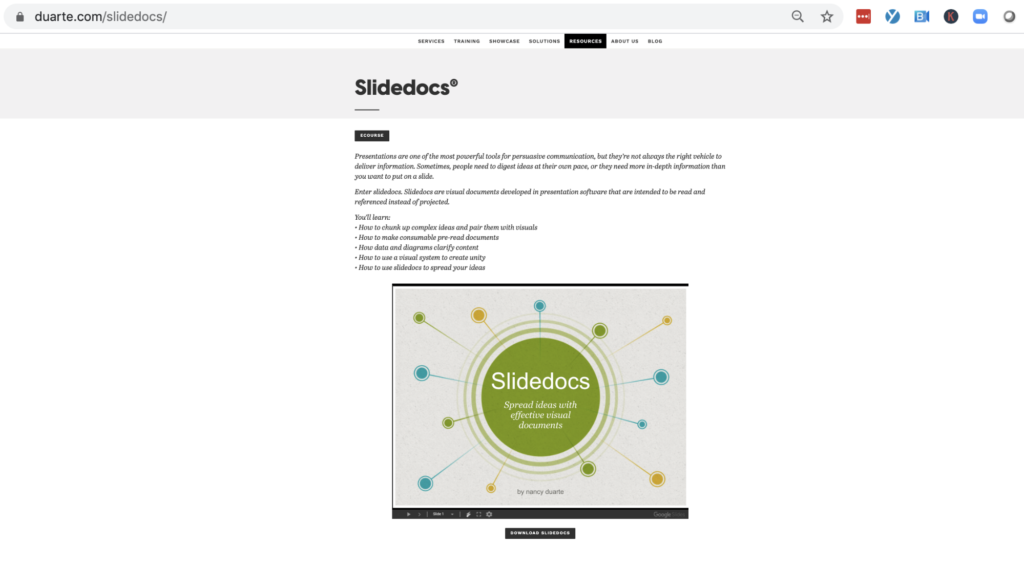 duarte.com/slidedocs/
SERVICES TRAINING SHOWCASE SOLUTIONS RESOURCES ABOUT US BLOG
Slidedocs®
ECOURSE
Presentations are one of the most powerful tools for persuasive communication, but they're not always the right vehicle to
deliver information. Sometimes, people need to digest ideas at their own pace, or they need more in-depth information than
you want to put on a slide.
Enter slidedocs. Slidedocs are visual documents developed in presentation software that are intended to be read and
referenced instead of projected.
You'll learn:
• How to chunk up complex ideas and pair them with visuals
• How to make consumable pre-read documents
• How data and diagrams clarify content
• How to use a visual system to create unity
• How to use slidedocs to spread your ideas
Slidedocs
Spread ideas with
effective visual
documents
by nancy duarte
Slide 1
Google Slides
DOWNLOAD SLIDEDOCS